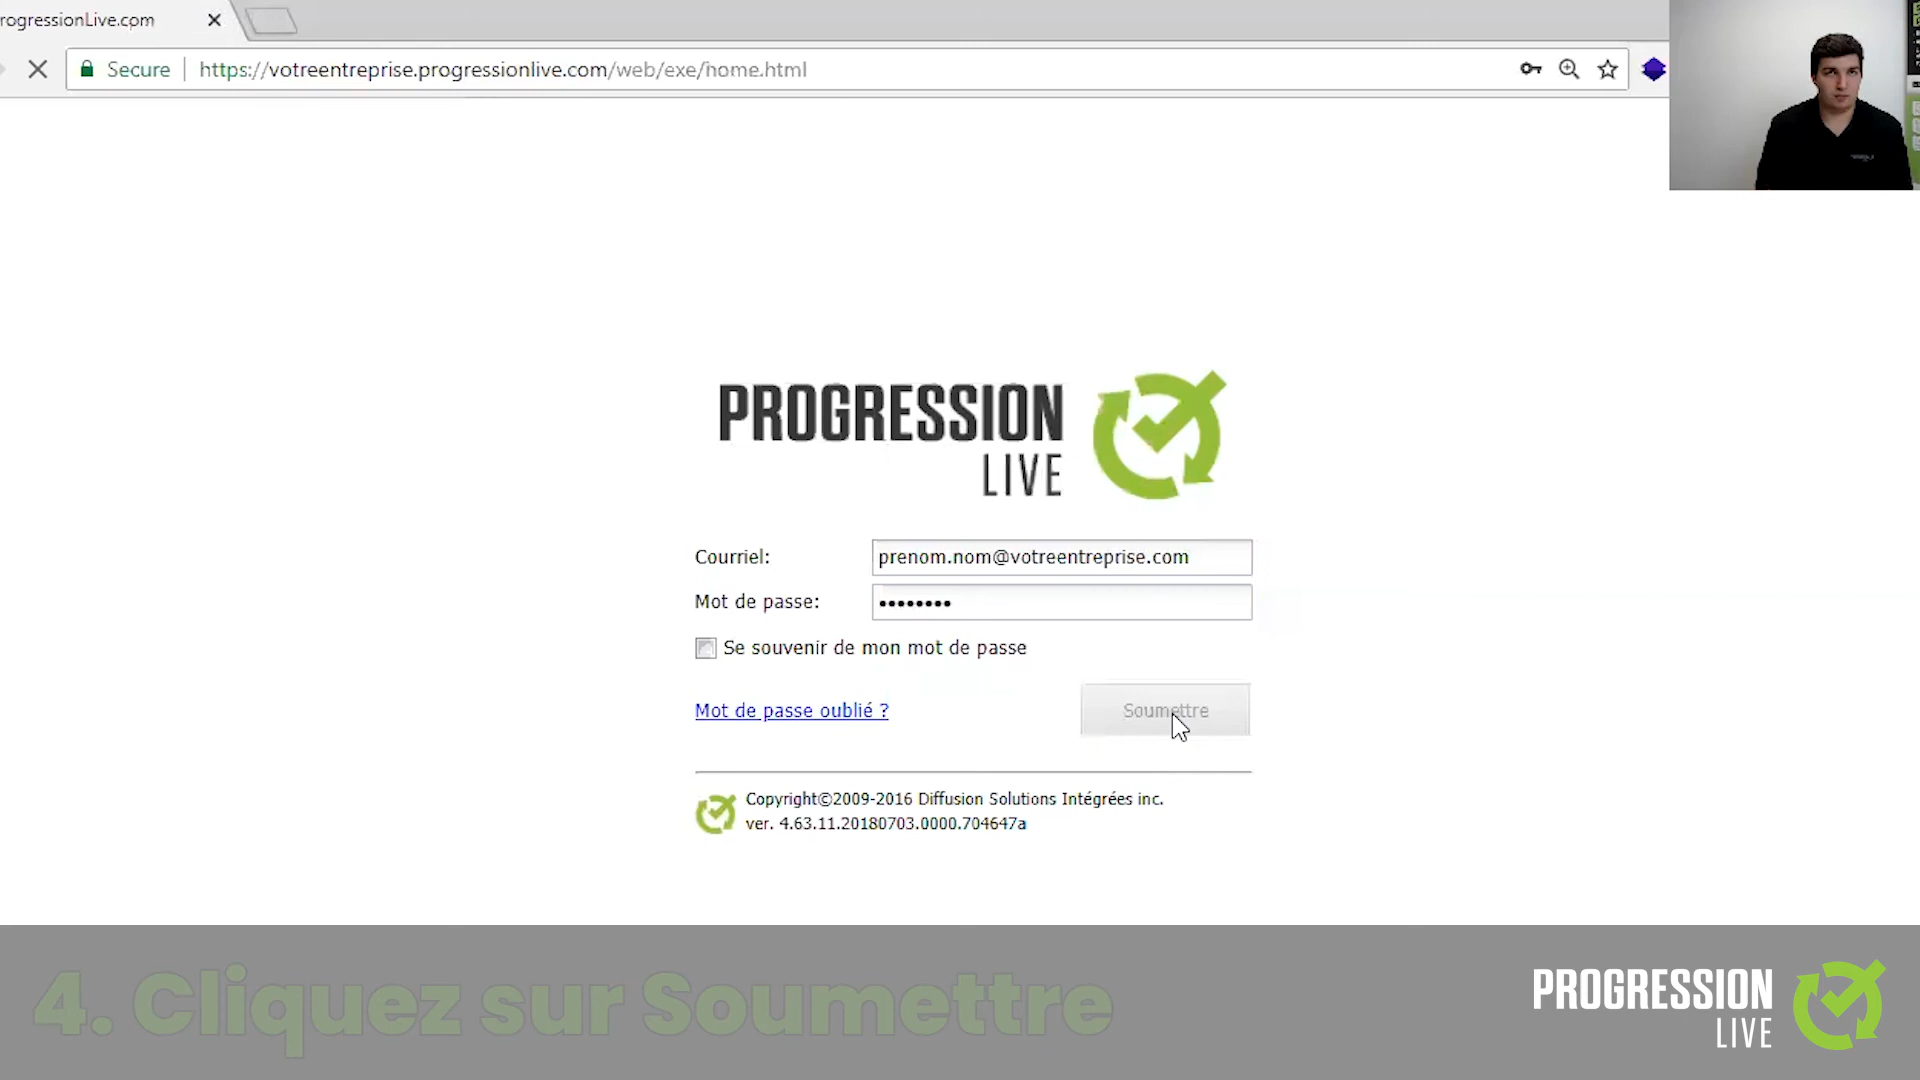 rogressionLive.com
Secure
https://votreentreprise.progressionlive.com/web/exe/home.html
PROGRESSION
LIVE
Courriel:
prenom.nom@votreentreprise.com
Mot de passe:
Se souvenir de mon mot de passe
Mot de passe oublié ?
Soumettre
Copyright©2009-2016 Diffusion Solutions Intégrées inc.
ver. 4.63.11.20180703.0000.704647a
4. Cliquez sur Soumettre
PROGRESSION
LIVE